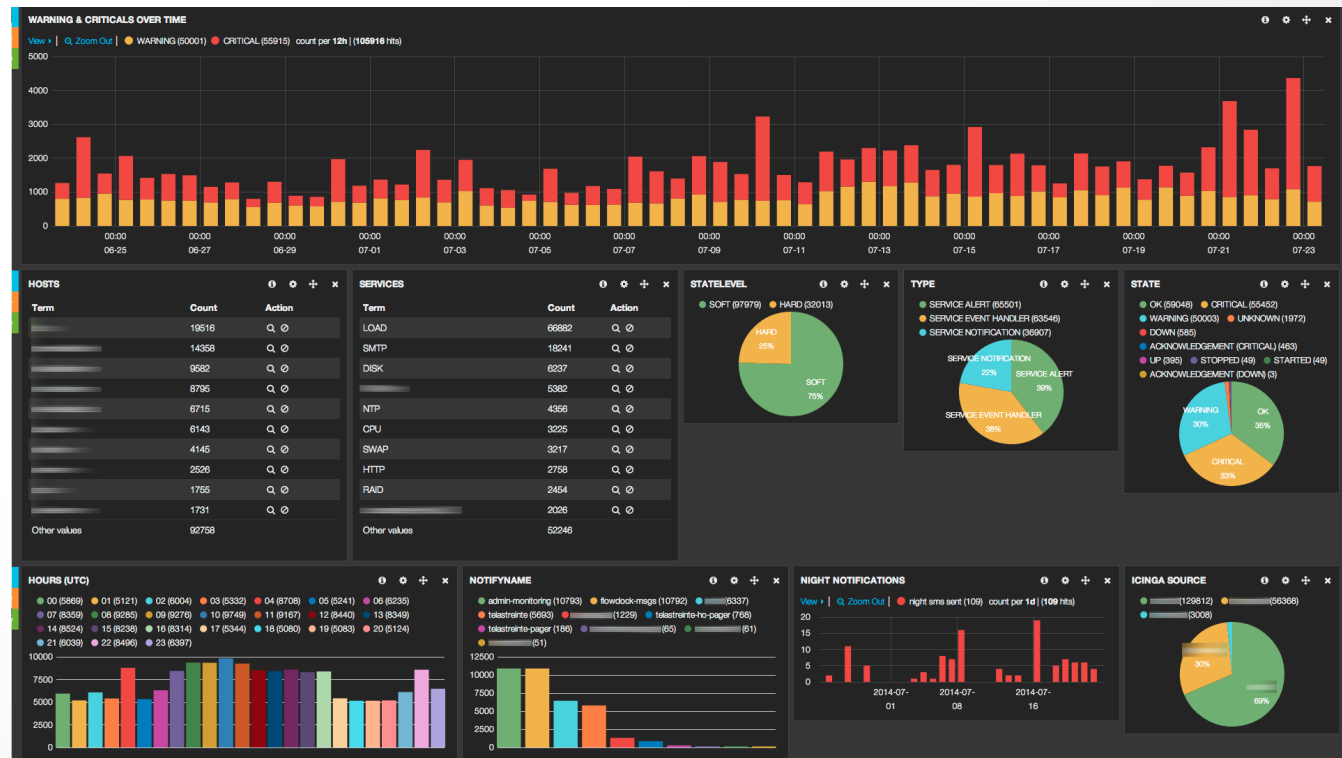 WARNING & CRITICALS OVER TIME
View | Zoom Out | WARNING (50001) CRITICAL (55915) count per 12h | (105916 hits)
5000
4000
3000
2000
1000
0
00:00 00:00 00:00 00:00 00:00 00:00 00:00 00:00 00:00 00:00 00:00 00:00 00:00 00:00 00:00
06-25 06-27 06-29 07-01 07-03 07-05 07-07 07-09 07-11 07-13 07-15 07-17 07-19 07-21 07-23
HOSTS
Term Count Action
19516
14358
9582
8795
6715
6143
4145
2526
1755
1731
Other values 92758
SERVICES
Term Count Action
LOAD 66882
SMTP 18241
DISK 6237
5382
NTP 4356
CPU 3225
SWAP 3217
HTTP 2758
RAID 2454
2026
Other values 52246
STATELEVEL
SOFT (97979) HARD (32013)
HARD
25%
SOFT
75%
TYPE
SERVICE ALERT (65501)
SERVICE EVENT HANDLER (63546)
SERVICE NOTIFICATION (36907)
SERVICE NOTIFICATION
22%
SERVICE ALERT
39%
SERVICE EVENT HANDLER
38%
STATE
OK (59048) CRITICAL (55452)
WARNING (50003) UNKNOWN (1972)
DOWN (585)
ACKNOWLEDGEMENT (CRITICAL) (463)
UP (395) STOPPED (49) STARTED (49)
ACKNOWLEDGEMENT (DOWN) (3)
WARNING
30%
OK
35%
CRITICAL
33%
HOURS (UTC)
00 (5869) 01 (5121) 02 (6004) 03 (5332) 04 (8708) 05 (5241) 06 (6235)
07 (8359) 08 (9285) 09 (9276) 10 (9749) 11 (9167) 12 (8440) 13 (8349)
14 (8524) 15 (8238) 16 (8314) 17 (5344) 18 (5080) 19 (5083) 20 (5124)
21 (6039) 22 (8496) 23 (6397)
10000
7500
5000
2500
0
NOTIFYNAME
admin-monitoring (10793) flowdock-msgs (10792) (6337)
telastreinte (5693) (1229) telastreinte-no-pager (768)
telastreinte-pager (186) (65) (61)
(51)
12500
10000
7500
5000
2500
0
NIGHT NOTIFICATIONS
View | Zoom Out | night sms sent (109) count per 1d | (109 hits)
20
15
10
5
0
2014-07- 2014-07- 2014-07-
01 08 16
ICINGA SOURCE
(129812) (56368)
(3008)
30%
69%